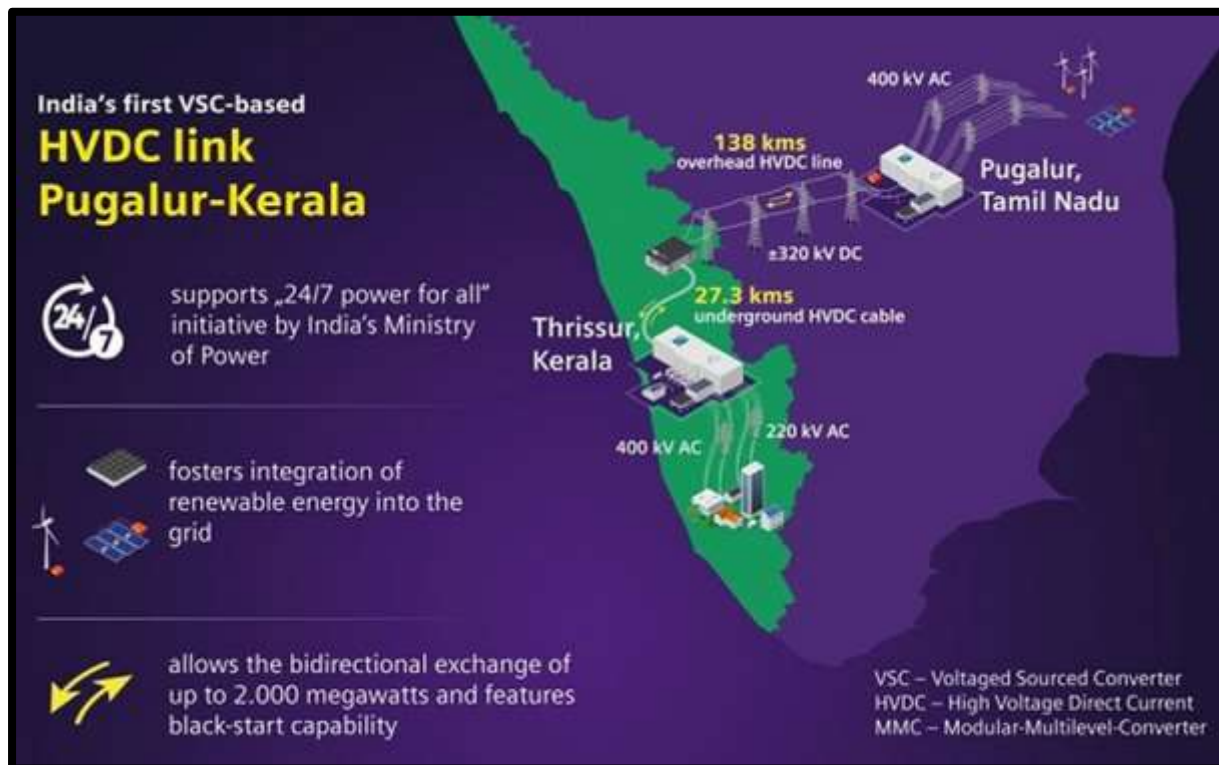 India's first VSC-based
HVDC link
Pugalur-Kerala
24/7
supports „24/7 power for all"
initiative by India's Ministry
of Power
fosters integration of
renewable energy into the
grid
allows the bidirectional exchange of
up to 2.000 megawatts and features
black-start capability
400 kV AC
138 kms
overhead HVDC line
Pugalur,
Tamil Nadu
±320 kV DC
27.3 kms
underground HVDC cable
Thrissur,
Kerala
400 kV AC
220 kV AC
VSC – Voltaged Sourced Converter
HVDC – High Voltage Direct Current
MMC – Modular-Multilevel-Converter